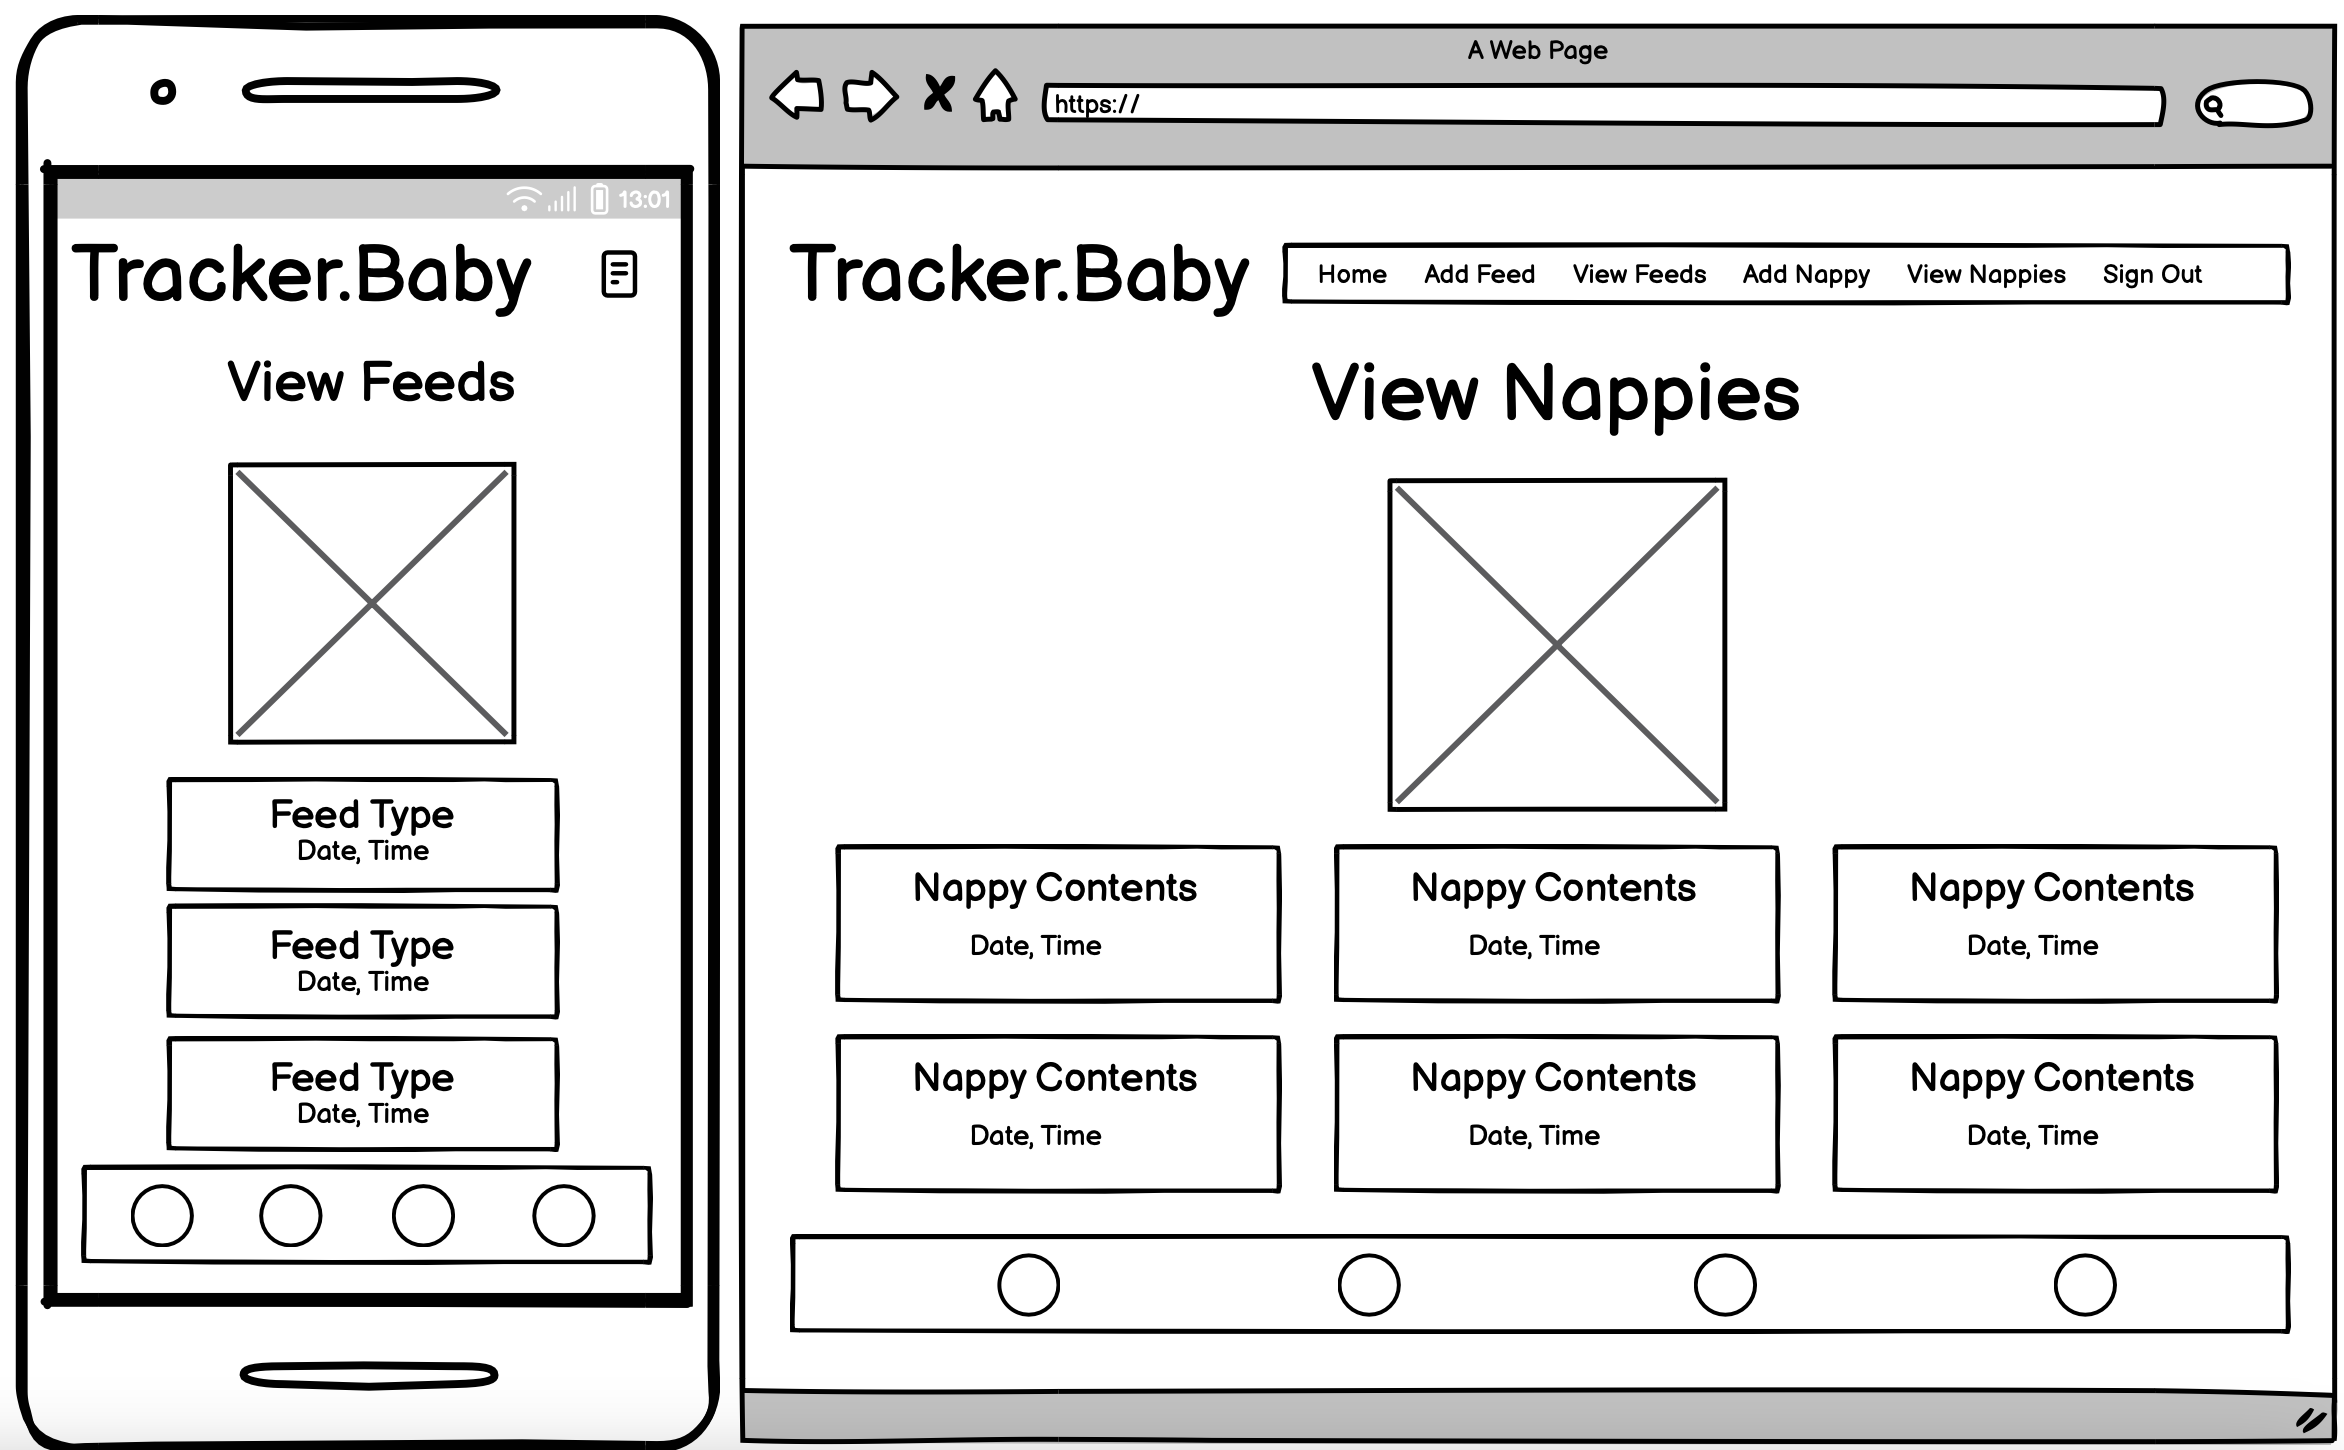 13:01
Tracker.Baby
View Feeds
Feed Type
Date, Time
Feed Type
Date, Time
Feed Type
Date, Time
A Web Page
https://
Tracker.Baby
Home Add Feed View Feeds Add Nappy View Nappies Sign Out
View Nappies
Nappy Contents Nappy Contents Nappy Contents
Date, Time Date, Time Date, Time
Nappy Contents Nappy Contents Nappy Contents
Date, Time Date, Time Date, Time